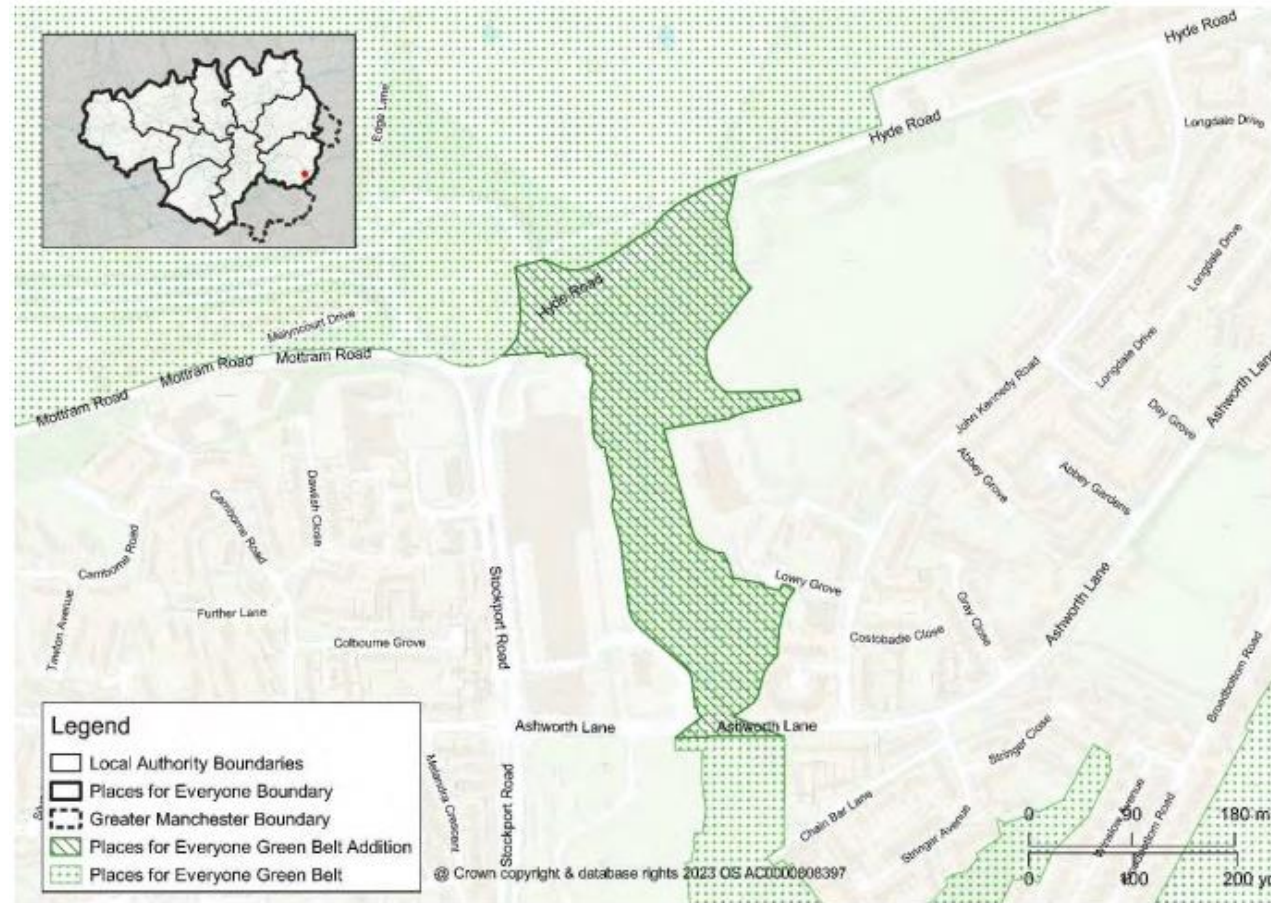 Hyde Road
Edge Lane
Longdale Drive
Hyde Road
Longdale Drive
Hyde Road
Mottram Road
Mottram Road
Mottram Road
John Kennedy Road
Longdale Drive
Day Grove
Ashworth Lane
Abbey Grove
Abbey Gardens
Camborne Road
Dawlish Close
Camborne Road
Tawton Avenue
Further Lane
Colbourne Grove
Stockport Road
Lowry Grove
Gray Close
Costobadie Close
Ashworth Lane
Broadbottom Road
Ashworth Lane
Ashworth Lane
Stringer Close
Melandra Crescent
Stockport Road
Chain Bar Lane
Stringer Avenue
Winslow Avenue
Legend
Local Authority Boundaries
Places for Everyone Boundary
Greater Manchester Boundary
Places for Everyone Green Belt Addition
Places for Everyone Green Belt
@ Crown copyright & database rights 2023 OS AC0000808397
0 90 180 m
0 100 200 yd